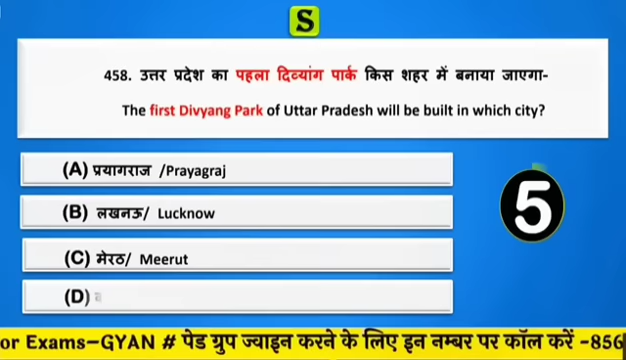 S
458. उत्तर प्रदेश का पहला दिव्यांग पार्क किस शहर में बनाया जाएगा-
The first Divyang Park of Uttar Pradesh will be built in which city?
(A) प्रयागराज /Prayagraj
(B) लखनऊ/ Lucknow
(C) मेरठ/ Meerut
(D)
5
or Exams-GYAN # पेड ग्रुप ज्वाइन करने के लिए इन नम्बर पर कॉल करें -856